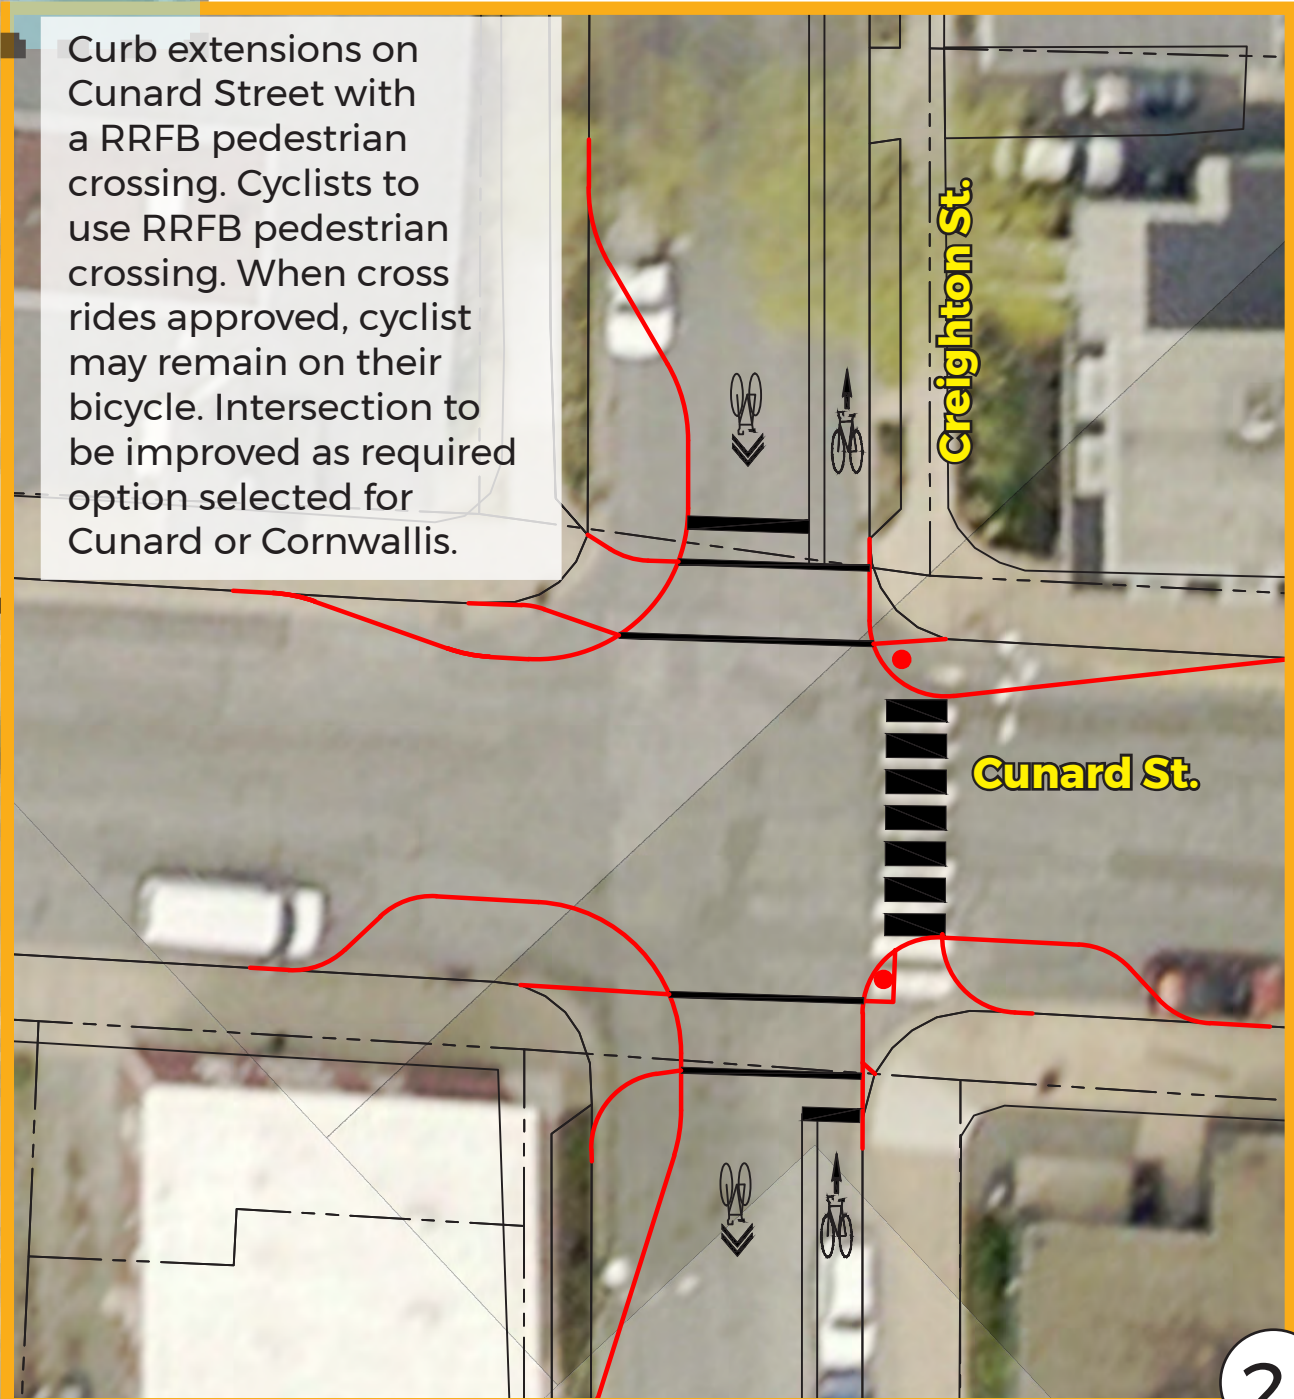 Curb extensions on
Cunard Street with
a RRFB pedestrian
crossing. Cyclists to
use RRFB pedestrian
crossing. When cross
rides approved, cyclist
may remain on their
bicycle. Intersection to
be improved as required
option selected for
Cunard or Cornwallis.
Creighton St.
Cunard St.
2